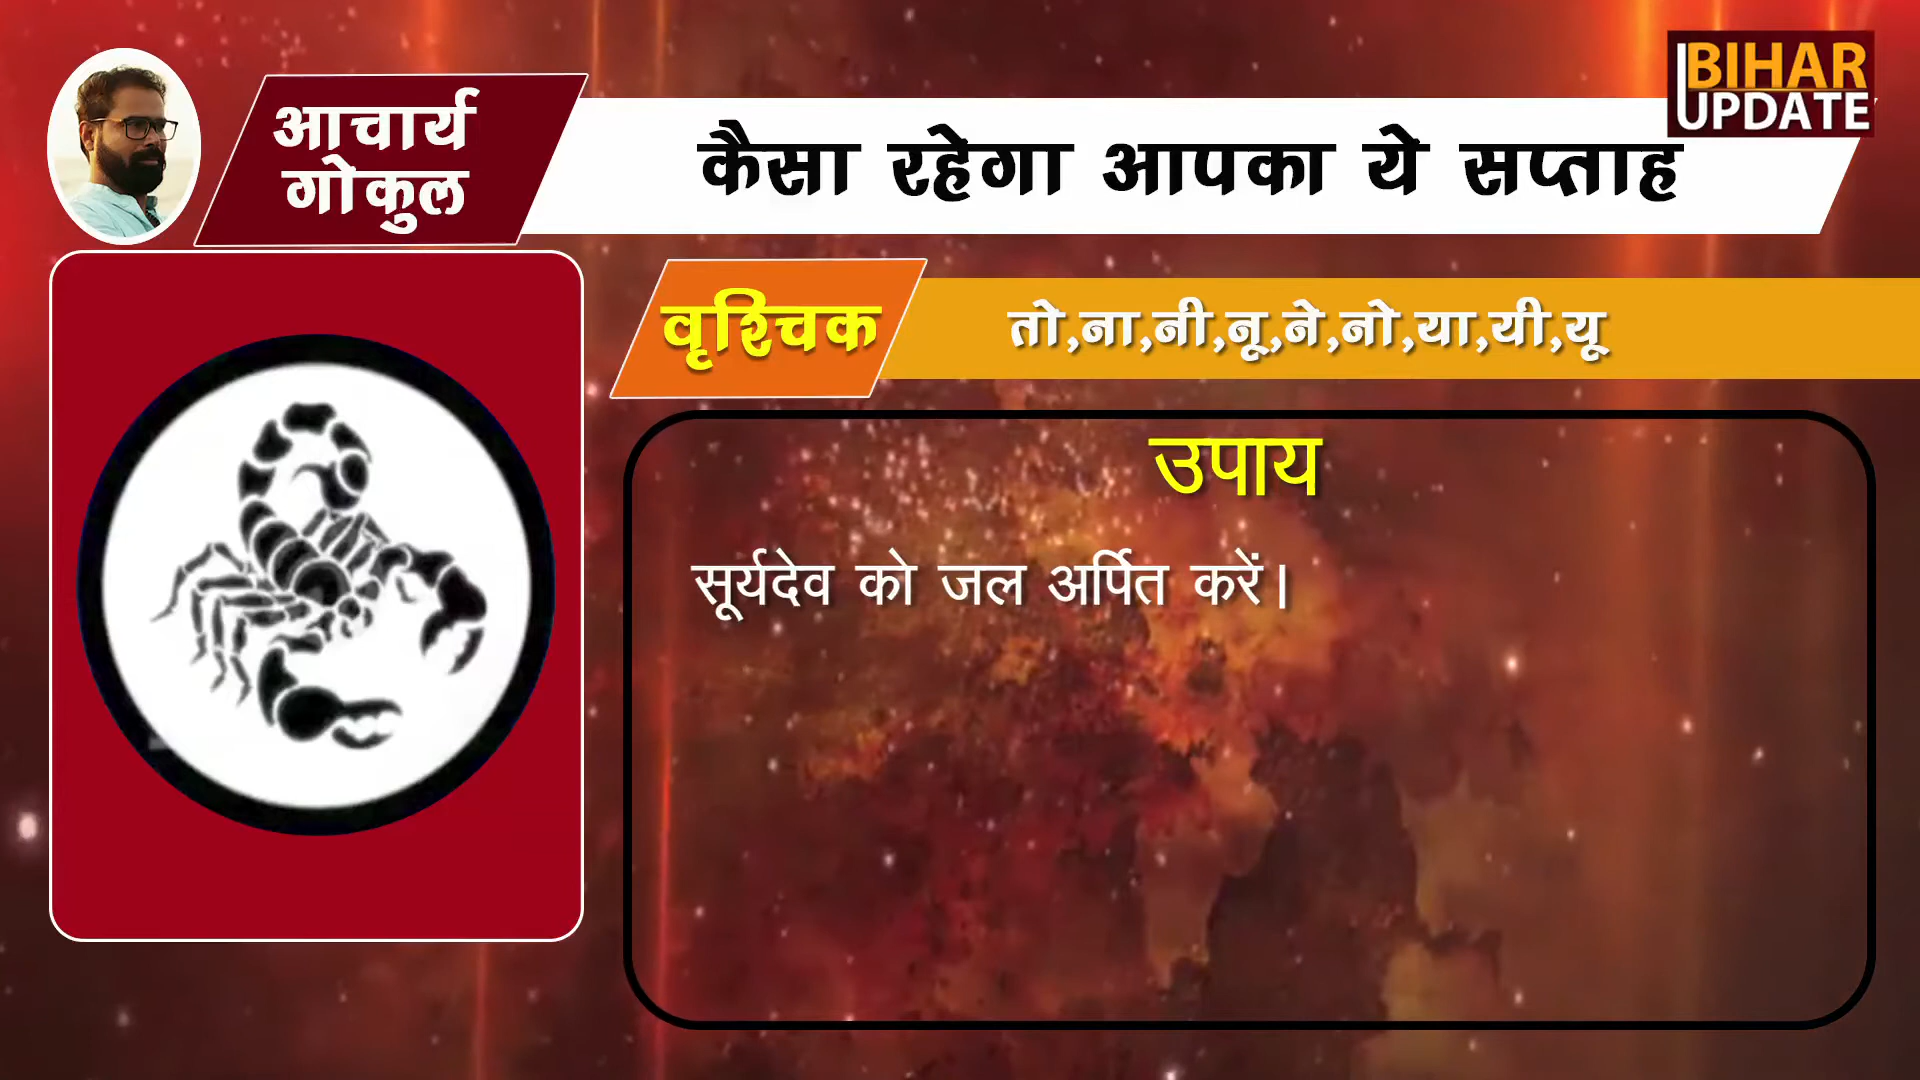 आचार्य
गोकुल
कैसा रहेगा आपका ये सप्ताह
BIHAR
UPDATE
वृश्चिक
तो,ना,नी,नू,ने,नो,या,यी,यू
उपाय
सूर्यदेव को जल अर्पित करें।